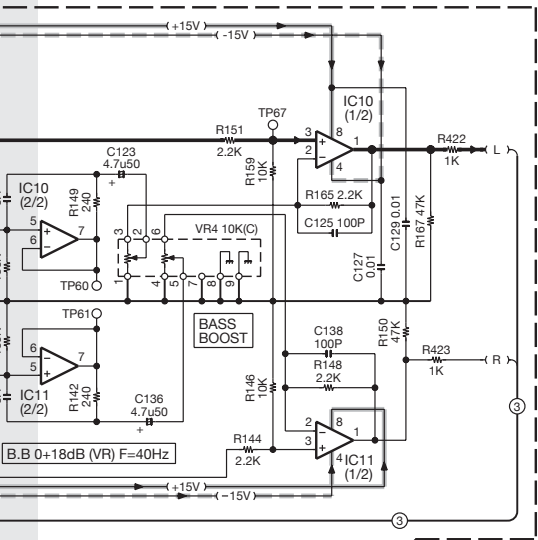 +15V
-15V
IC10
(1/2)
TP67
R151
2.2K
3
8
1
2
4
R422
1K
L
C123
4.7u50
+
R159
10K
R165 2.2K
C125 100P
C129 0.01
R167 47K
C127
0.01
IC10
(2/2)
R149
240
5
6
7
3
2
6
VR4 10K(C)
1
4
5
7
8
9
TP60
TP61
BASS
BOOST
R150
47K
C138
100P
R148
2.2K
R423
1K
R
6
5
7
IC11
(2/2)
R142
240
C136
4.7u50
+
R146
10K
3
R144
2.2K
2
3
8
1
4
IC11
(1/2)
B.B 0+18dB (VR) F=40Hz
+15V
-15V
3